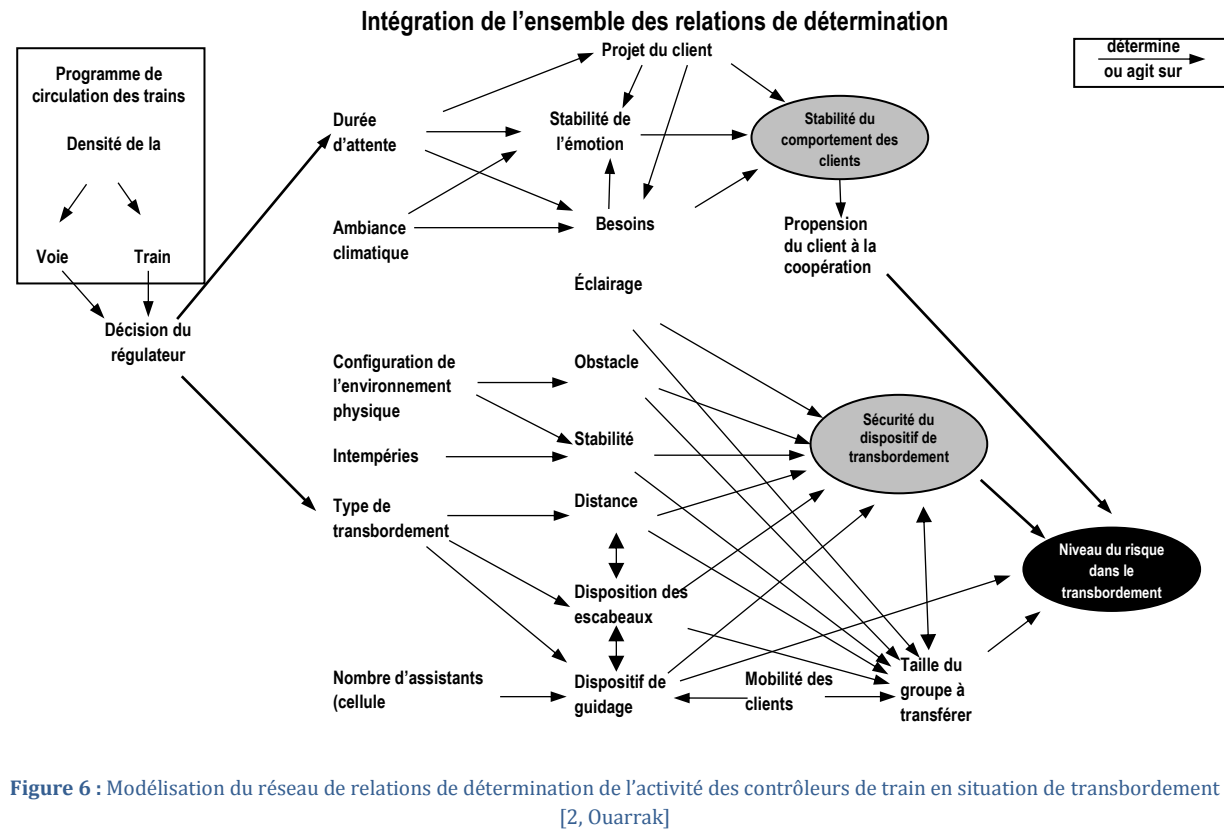 Intégration de l’ensemble des relations de détermination
détermine
ou agit sur
Programme de
circulation des trains
Densité de la
Voie
Train
Décision du
régulateur
Projet du client
Durée
d’attente
Stabilité de
l’émotion
Stabilité du
comportement des
clients
Ambiance
climatique
Besoins
Propension
du client à la
coopération
Éclairage
Configuration de
l’environnement
physique
Obstacle
Intempéries
Stabilité
Sécurité du
dispositif de
transbordement
Type de
transbordement
Distance
Niveau du risque
dans le
transbordement
Disposition des
escabeaux
Nombre d’assistants
(cellule
Dispositif de
guidage
Mobilité des
clients
Taille du
groupe à
transférer
Figure 6 : Modélisation du réseau de relations de détermination de l’activité des contrôleurs de train en situation de transbordement
[2, Ouarrak]